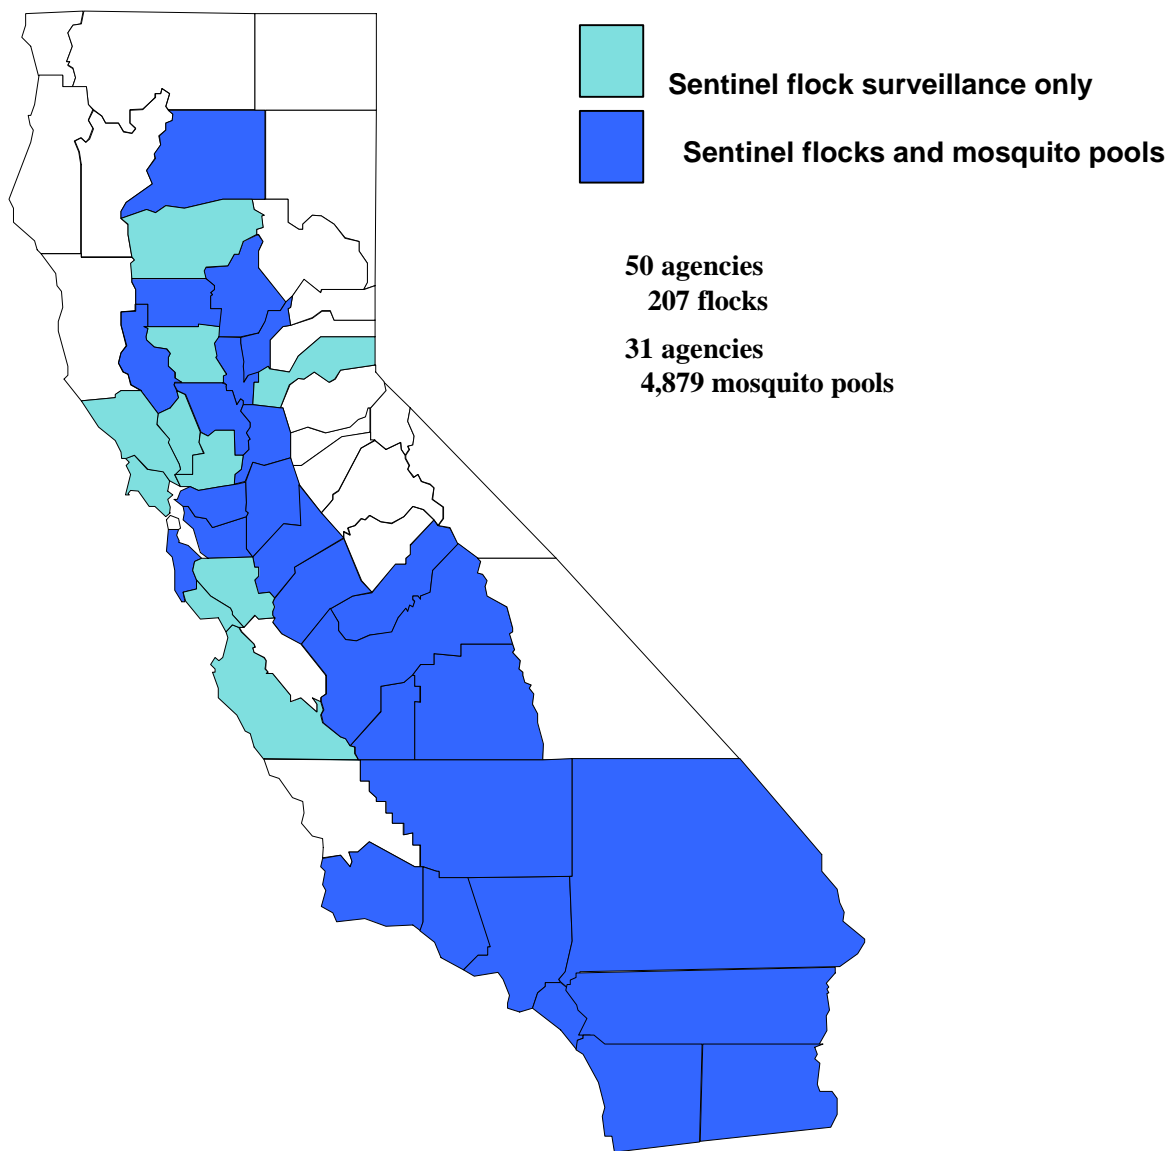 Sentinel flock surveillance only
Sentinel flocks and mosquito pools
50 agencies
207 flocks
31 agencies
4,879 mosquito pools